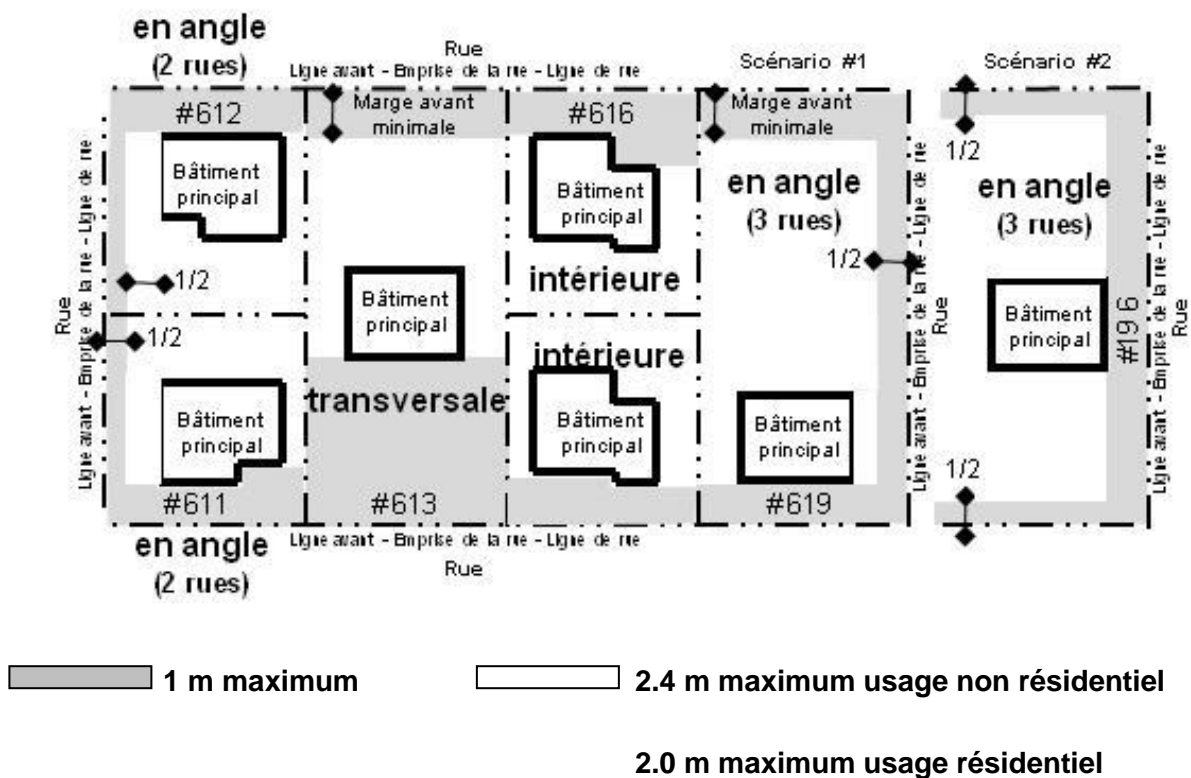 en angle
(2 rues)
Rue
Ligne avant - Emprise de la rue - Ligne de rue
Scénario #1
Scénario #2
#612
Marge avant
minimale
#616
Marge avant
minimale
1/2
Bâtiment
principal
Bâtiment
principal
en angle
(3 rues)
en angle
(3 rues)
Ligne avant - Emprise de la rue - Ligne de rue
Rue
1/2
intérieure
1/2
Bâtiment
principal
Bâtiment
principal
#196
Ligne avant - Emprise de la rue - Ligne de rue
Rue
Ligne avant - Emprise de la rue - Ligne de rue
Rue
1/2
intérieure
transversale
Bâtiment
principal
Bâtiment
principal
Bâtiment
principal
1/2
#611
#613
#619
en angle
(2 rues)
Ligne avant - Emprise de la rue - Ligne de rue
Rue
1 m maximum
2.4 m maximum usage non résidentiel
2.0 m maximum usage résidentiel